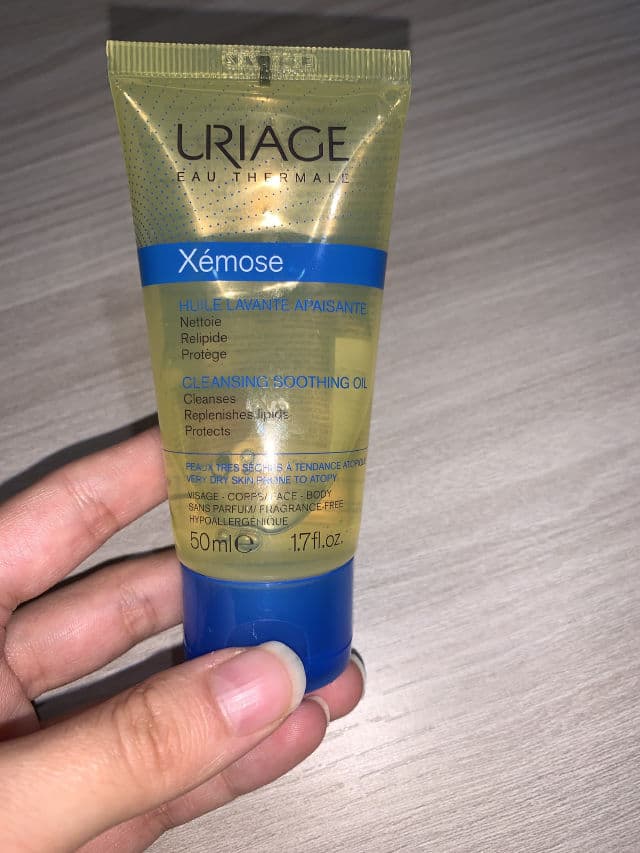 URIAGE
EAU THERMALE
Xémose
HUILE LAVANTE APAISANTE
Nettoie
Relipide
Protège
CLEANSING SOOTHING OIL
Cleanses
Replenishes lipids
Protects
PEAUX TRÈS SÈCHES À TENDANCE ATOPIQUE
VERY DRY SKIN PRONE TO ATOPY
VISAGE - CORPS/ FACE - BODY
SANS PARFUM/ FRAGRANCE-FREE
HYPOALLERGÉNIQUE
50ml℮ 1.7fl.oz.